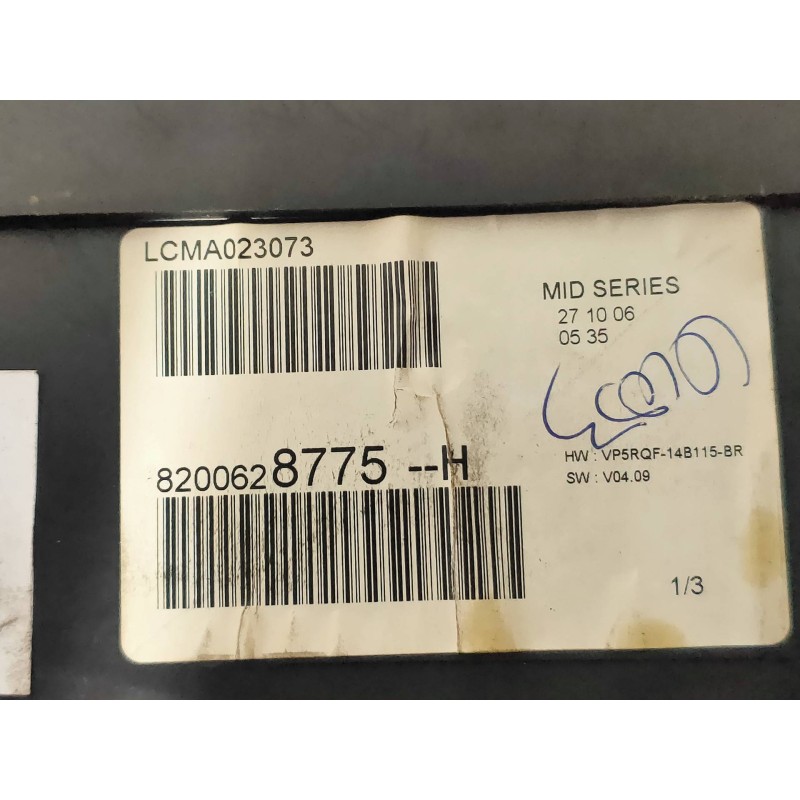 LCMA023073
MID SERIES
27 10 06
05 35
HW : VP5RQF-14B115-BR
8200628775 --H
SW : V04.09
1/3